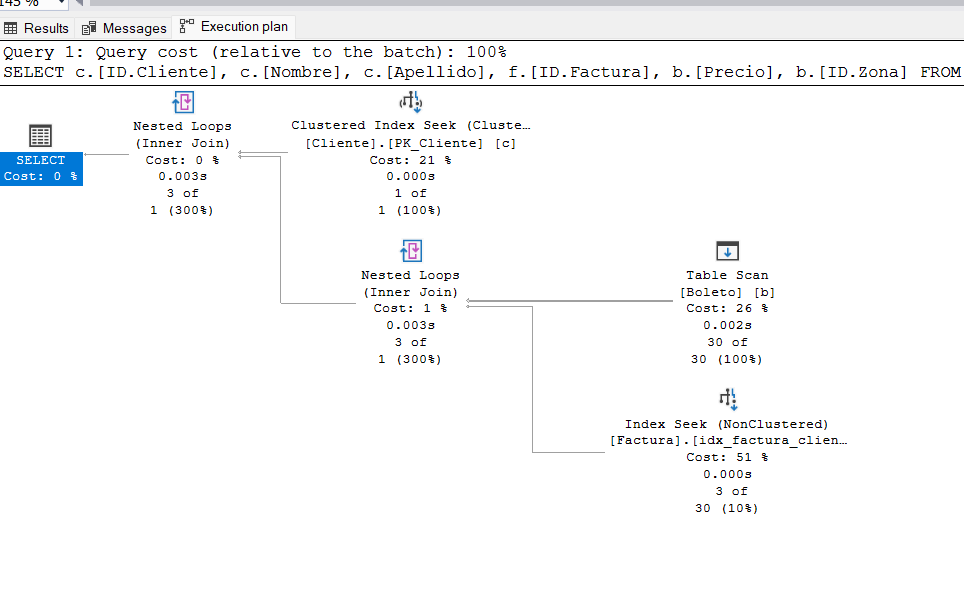 145 %
Results Messages Execution plan
Query 1: Query cost (relative to the batch): 100%
SELECT c.[ID.Cliente], c.[Nombre], c.[Apellido], f.[ID.Factura], b.[Precio], b.[ID.Zona] FROM
SELECT
Cost: 0 %
Nested Loops
(Inner Join)
Cost: 0 %
0.003s
3 of
1 (300%)
Clustered Index Seek (Cluste…
[Cliente].[PK_Cliente] [c]
Cost: 21 %
0.000s
1 of
1 (100%)
Nested Loops
(Inner Join)
Cost: 1 %
0.003s
3 of
1 (300%)
Table Scan
[Boleto] [b]
Cost: 26 %
0.002s
30 of
30 (100%)
Index Seek (NonClustered)
[Factura].[idx_factura_clien…
Cost: 51 %
0.000s
3 of
30 (10%)